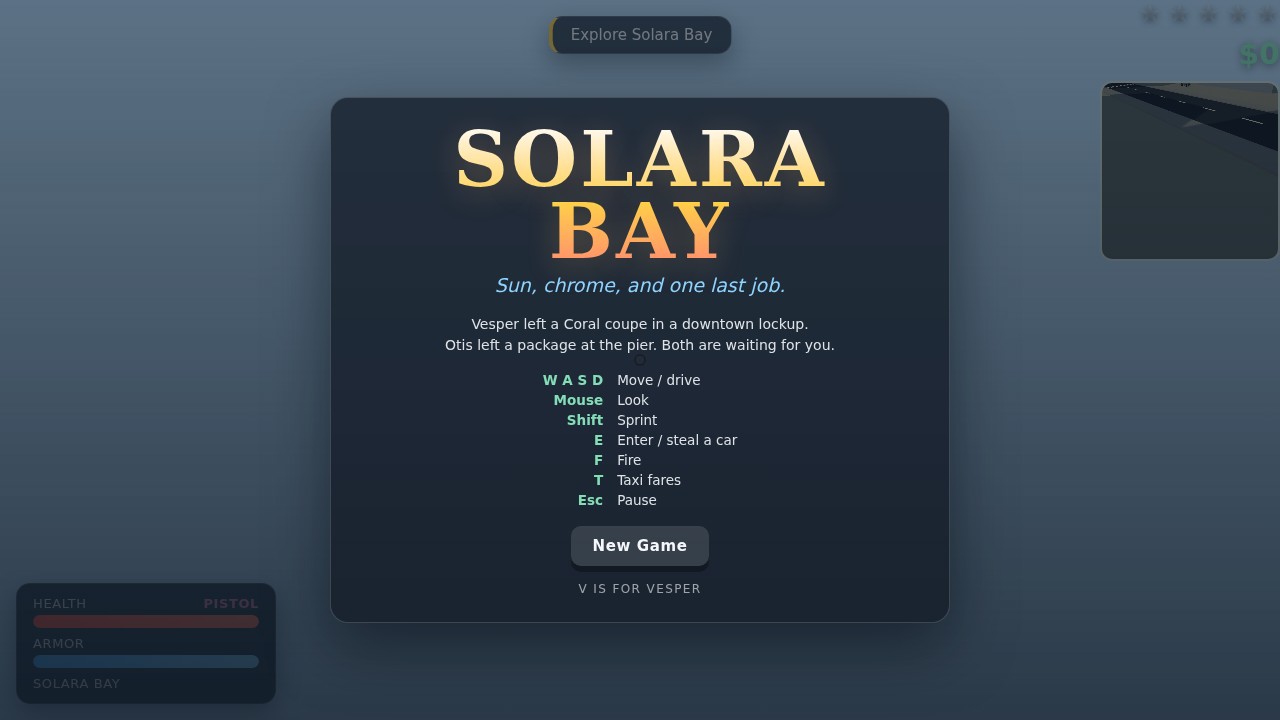 Explore Solara Bay
$0
SOLARA
BAY
Sun, chrome, and one last job.
Vesper left a Coral coupe in a downtown lockup.
Otis left a package at the pier. Both are waiting for you.
W A S D Move / drive
Mouse Look
Shift Sprint
E Enter / steal a car
F Fire
T Taxi fares
Esc Pause
New Game
V IS FOR VESPER
HEALTH PISTOL
ARMOR
SOLARA BAY